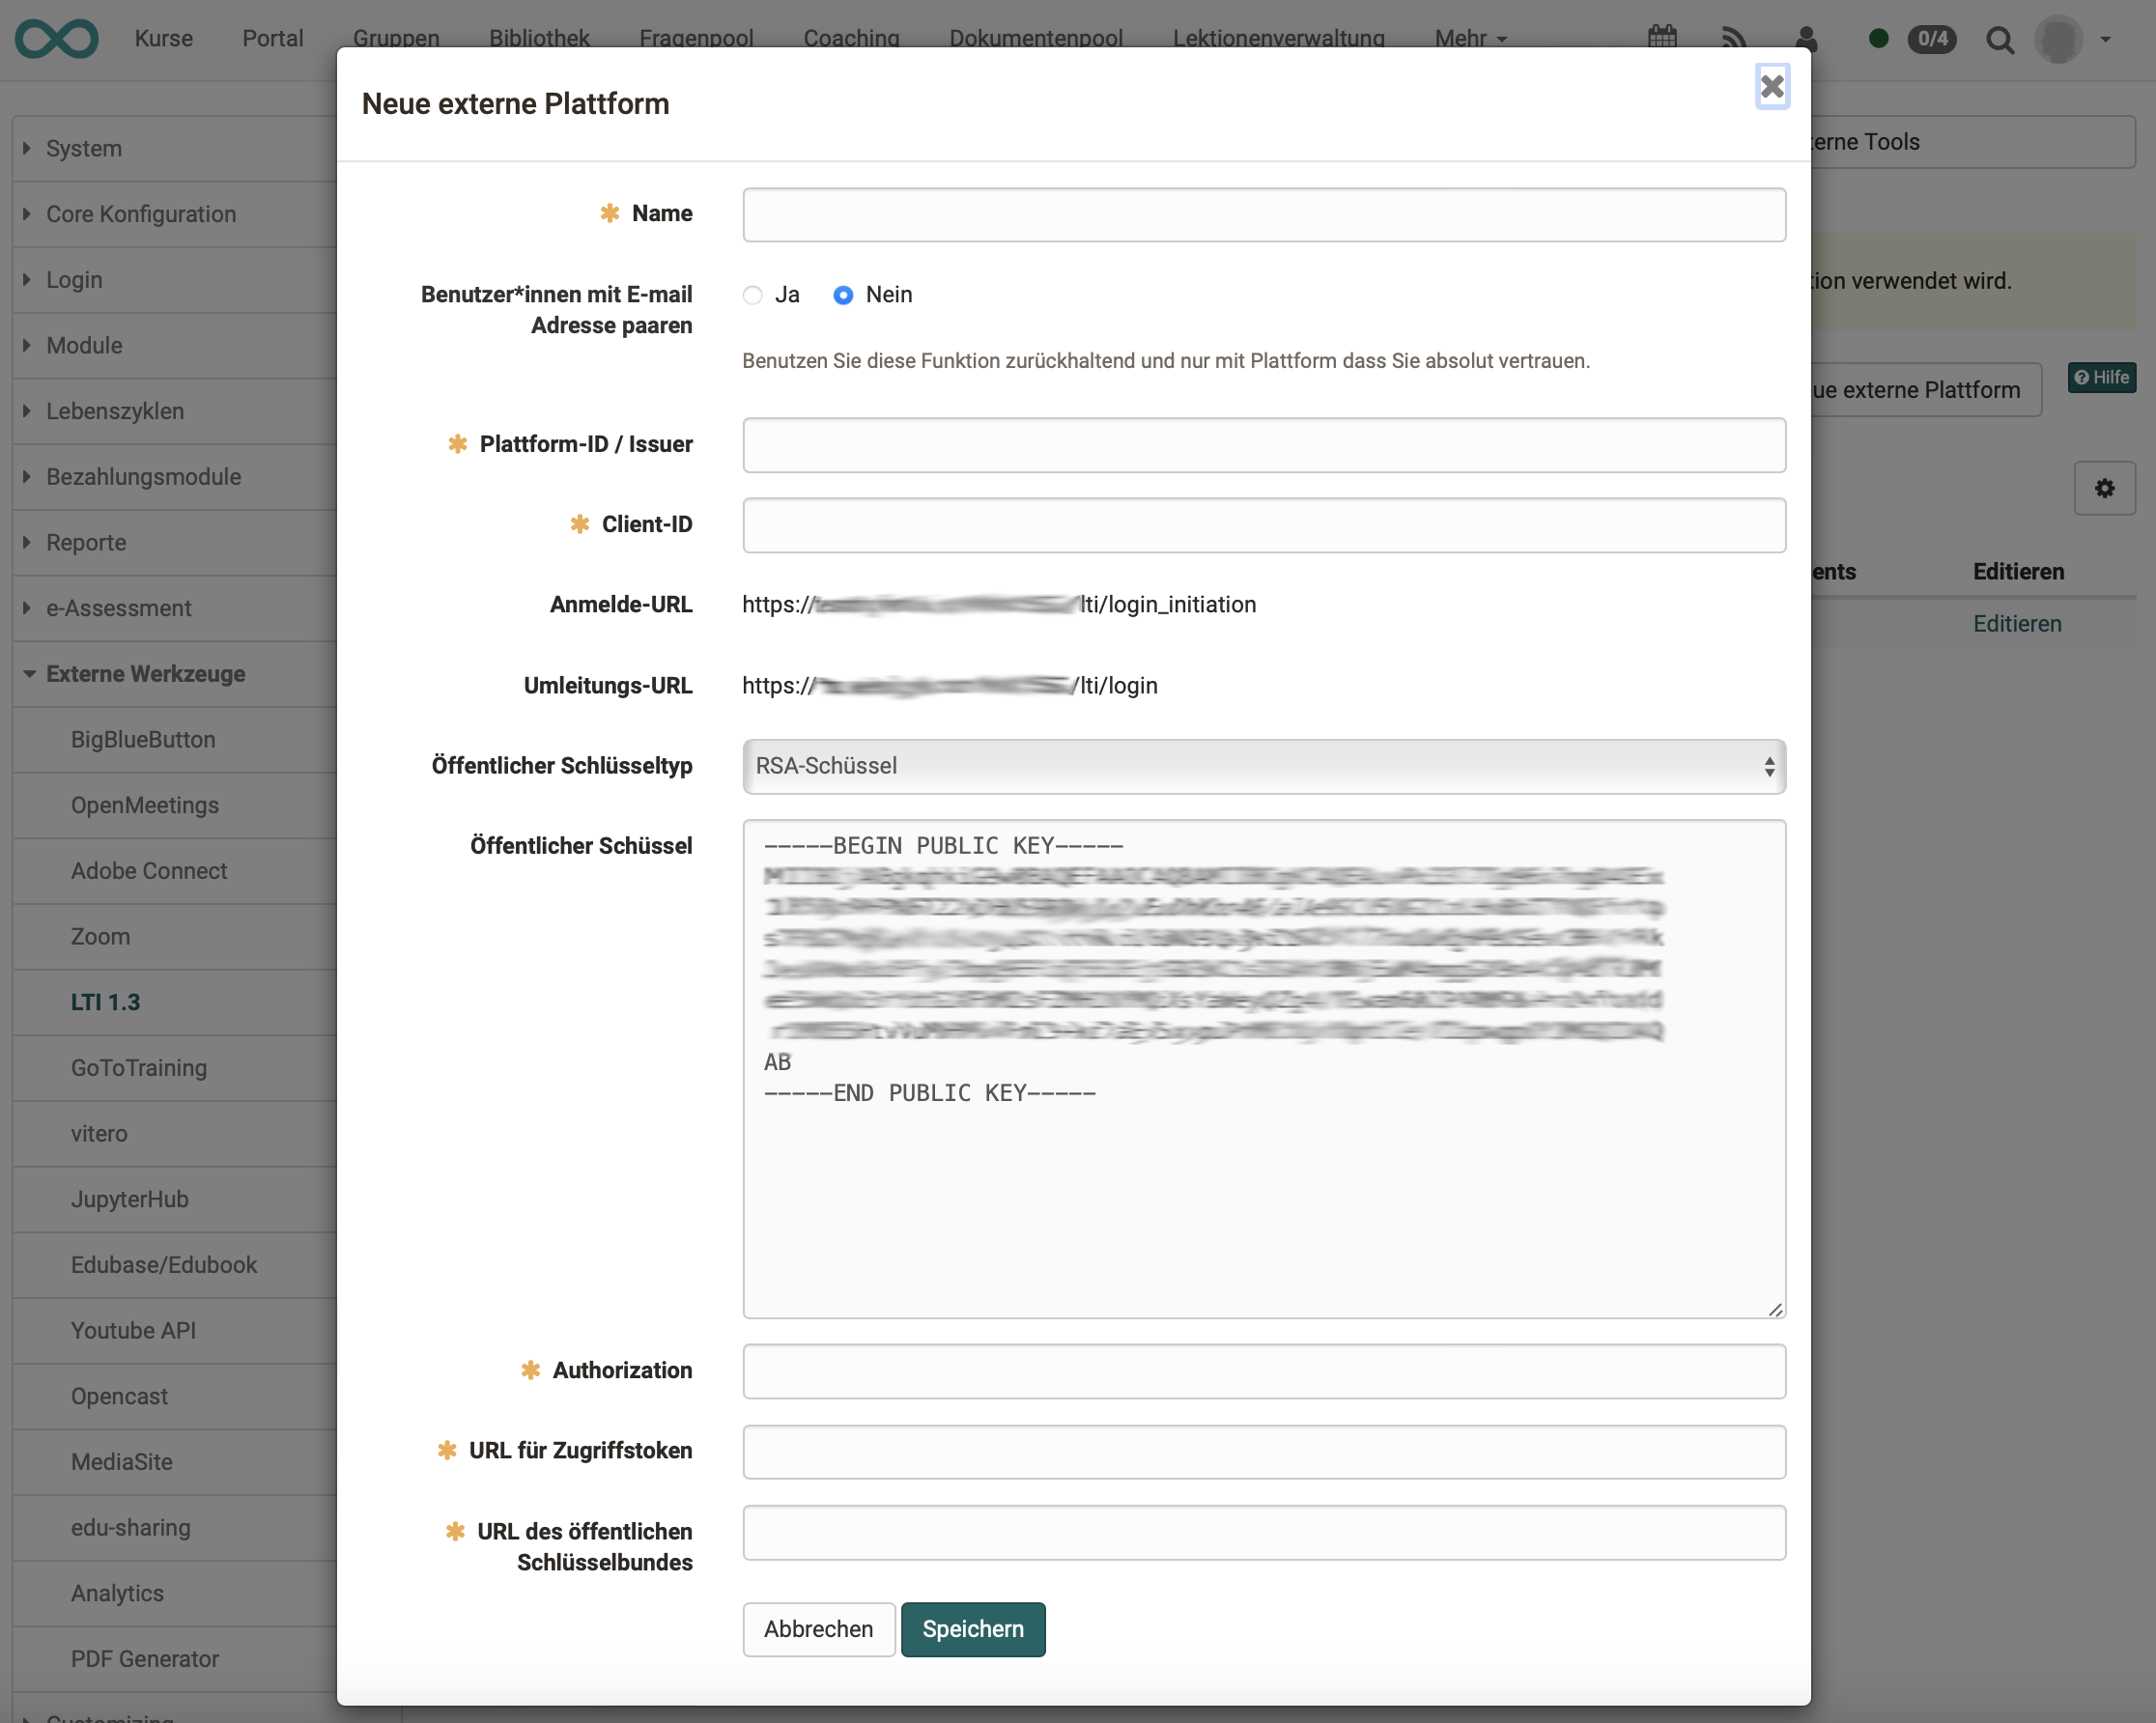 Kurse Portal Gruppen Bibliothek Fragenpool Coaching Dokumentenpool Lektionenverwaltung Mehr 0/4
System
Core Konfiguration
Login
Module
Lebenszyklen
Bezahlungsmodule
Reporte
e-Assessment
Externe Werkzeuge
BigBlueButton
OpenMeetings
Adobe Connect
Zoom
LTI 1.3
GoToTraining
vitero
JupyterHub
Edubase/Edubook
Youtube API
Opencast
MediaSite
edu-sharing
Analytics
PDF Generator
Customizing
Neue externe Plattform
Name
Benutzer*innen mit E-mail
Adresse paaren
Ja Nein
Benutzen Sie diese Funktion zurückhaltend und nur mit Plattform dass Sie absolut vertrauen.
Plattform-ID / Issuer
Client-ID
Anmelde-URL https:// lti/login_initiation
Umleitungs-URL https:// /lti/login
Öffentlicher Schlüsseltyp RSA-Schüssel
Öffentlicher Schüssel
-----BEGIN PUBLIC KEY-----
AB
-----END PUBLIC KEY-----
Authorization
URL für Zugriffstoken
URL des öffentlichen
Schlüsselbundes
Abbrechen Speichern
erne Tools
tion verwendet wird.
ue externe Plattform
Hilfe
ents Editieren
Editieren